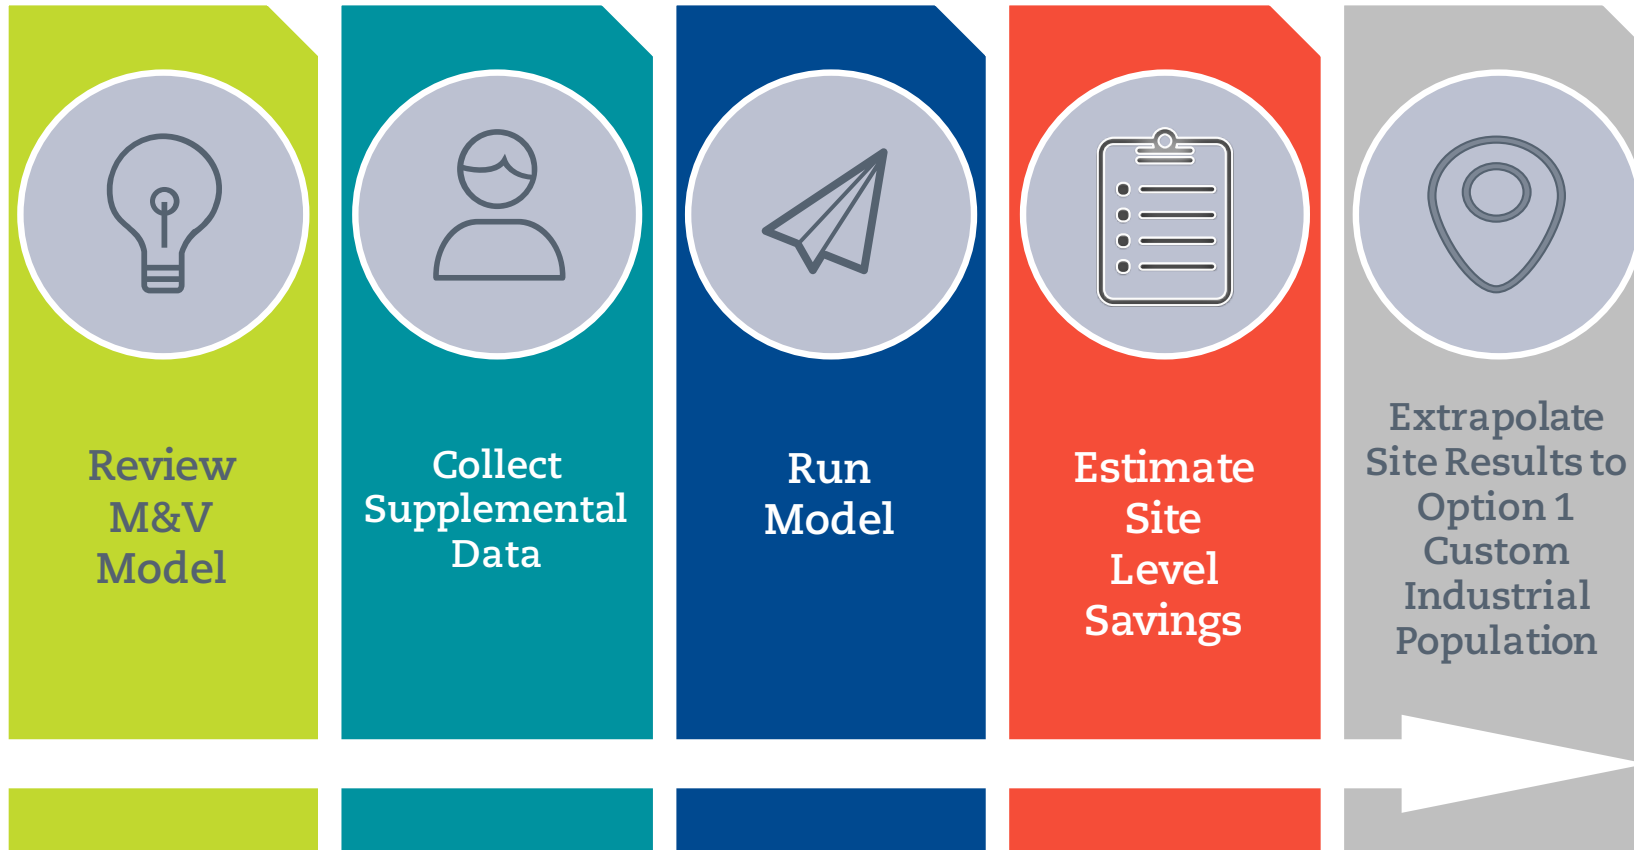 Review
M&V
Model
Collect
Supplemental
Data
Run
Model
Estimate
Site
Level
Savings
Extrapolate
Site Results to
Option 1
Custom
Industrial
Population